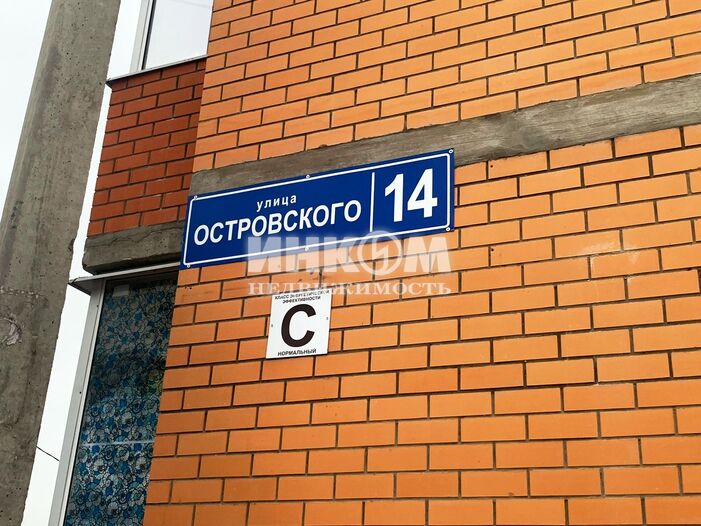 улица
ОСТРОВСКОГО 14
ИНКОМ
НЕДВИЖИМОСТЬ
КЛАСС ЭНЕРГЕТИЧЕСКОЙ
ЭФФЕКТИВНОСТИ
С
НОРМАЛЬНЫЙ